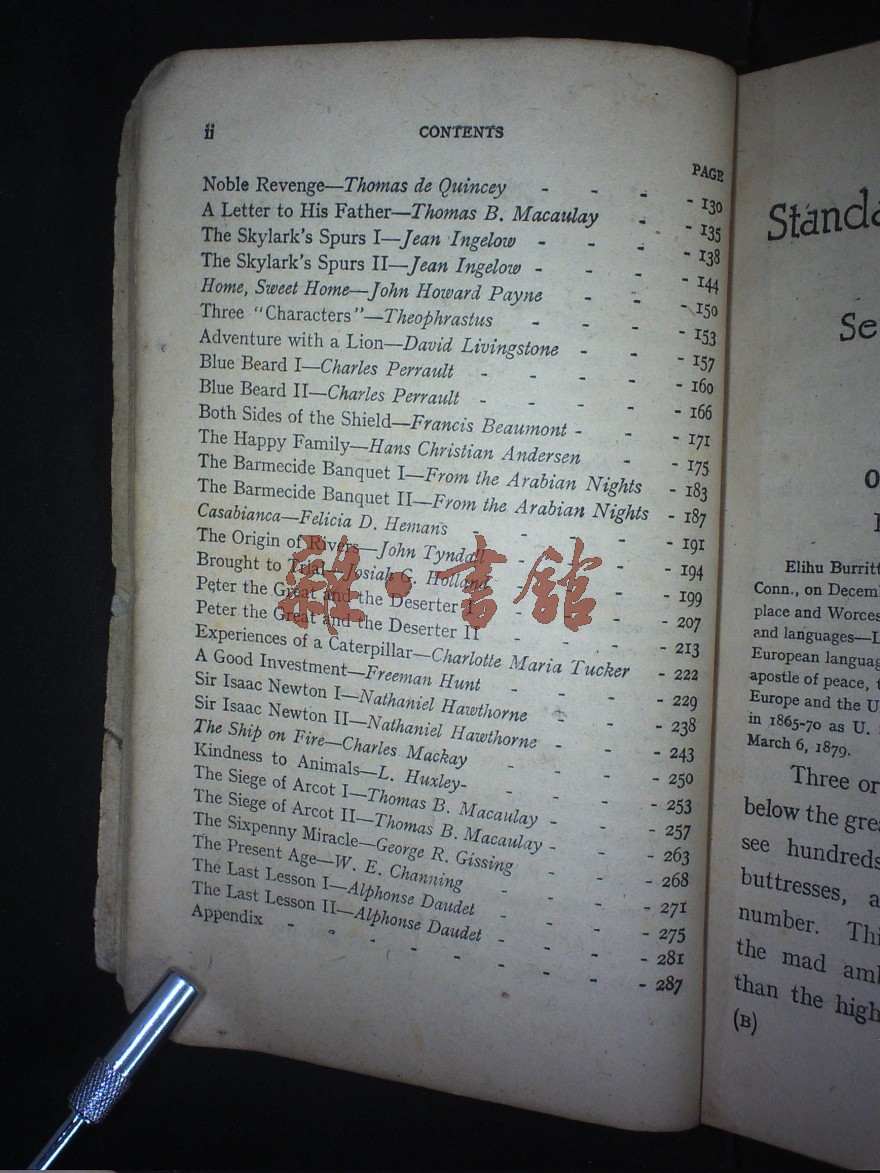 ii CONTENTS
PAGE
Noble Revenge—Thomas de Quincey - - - - 130
A Letter to His Father—Thomas B. Macaulay - - 135
The Skylark's Spurs I—Jean Ingelow - - - - 138
The Skylark's Spurs II—Jean Ingelow - - - - 144
Home, Sweet Home—John Howard Payne - - - 150
Three "Characters"—Theophrastus - - - - 153
Adventure with a Lion—David Livingstone - - - 157
Blue Beard I—Charles Perrault - - - - - 160
Blue Beard II—Charles Perrault - - - - - 166
Both Sides of the Shield—Francis Beaumont - - - 171
The Happy Family—Hans Christian Andersen - - 175
The Barmecide Banquet I—From the Arabian Nights - 183
The Barmecide Banquet II—From the Arabian Nights - 187
Casabianca—Felicia D. Hemans - - - - 191
The Origin of Rivers—John Tyndall - - - - 194
Brought to Trial—Josiah G. Holland - - - - 199
Peter the Great and the Deserter I - - - - 207
Peter the Great and the Deserter II - - - - 213
Experiences of a Caterpillar—Charlotte Maria Tucker - 222
A Good Investment—Freeman Hunt - - - - 229
Sir Isaac Newton I—Nathaniel Hawthorne - - - 238
Sir Isaac Newton II—Nathaniel Hawthorne - - - 243
The Ship on Fire—Charles Mackay - - - - 250
Kindness to Animals—L. Huxley- - - - - 253
The Siege of Arcot I—Thomas B. Macaulay - - - 257
The Siege of Arcot II—Thomas B. Macaulay - - - 263
The Sixpenny Miracle—George R. Gissing - - - 268
The Present Age—W. E. Channing - - - - 271
The Last Lesson I—Alphonse Daudet - - - - 275
The Last Lesson II—Alphonse Daudet - - - - 281
Appendix - - - - - - - - 287
雜·書館
Standa
Se
O
Elihu Burritt
Conn., on Decem
place and Worces
and languages—L
European languag
apostle of peace, t
Europe and the U
in 1865-70 as U.
March 6, 1879.
Three or
below the grea
see hundreds
buttresses, a
number. Thi
the mad aml
than the high
(B)